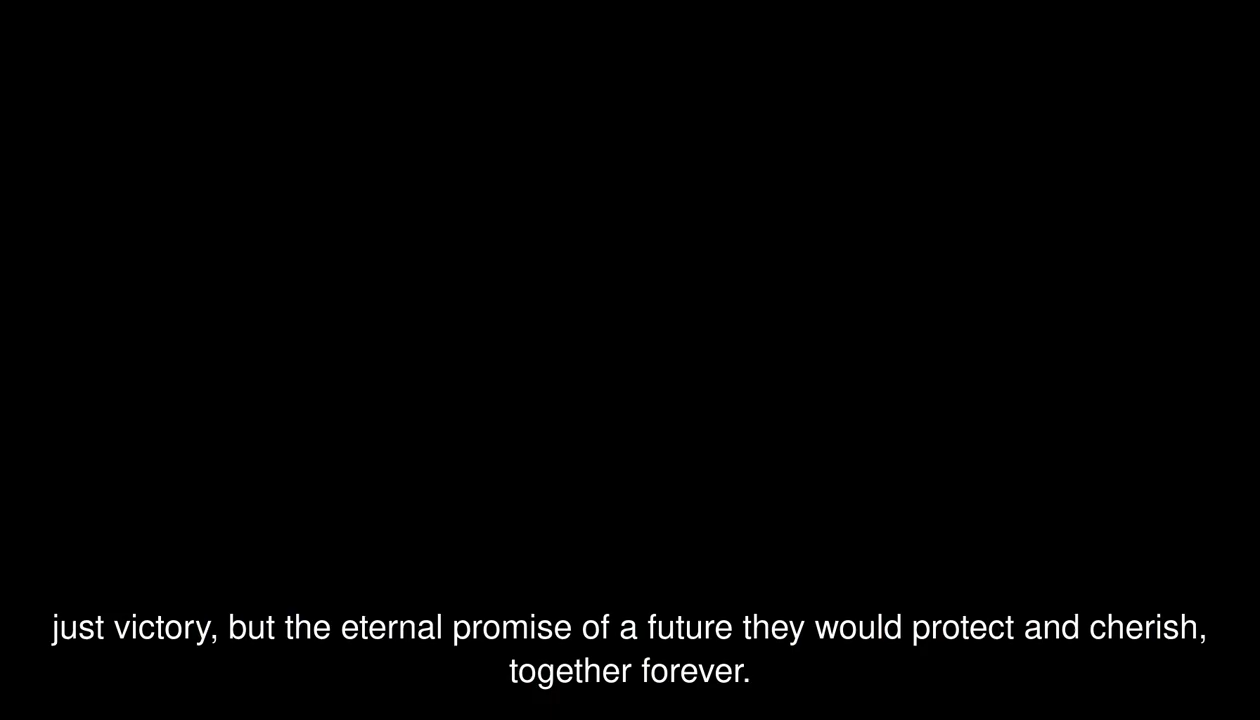 just victory, but the eternal promise of a future they would protect and cherish,
together forever.